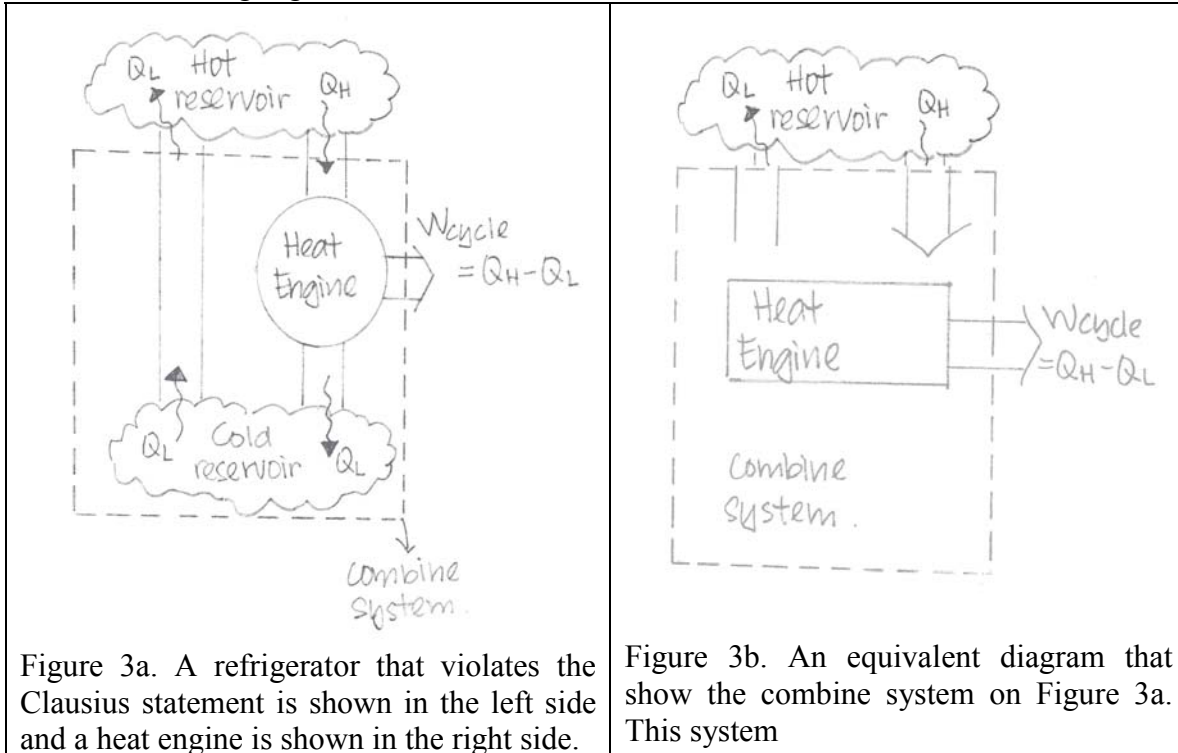 QL Hot
reservoir QH
Heat
Engine
Wcycle
= QH - QL
QL Cold
reservoir QL
Combine
system.
Figure 3a. A refrigerator that violates the
Clausius statement is shown in the left side
and a heat engine is shown in the right side.
QL Hot
reservoir QH
Heat
Engine
Wcycle
=QH-QL
Combine
system.
Figure 3b. An equivalent diagram that
show the combine system on Figure 3a.
This system